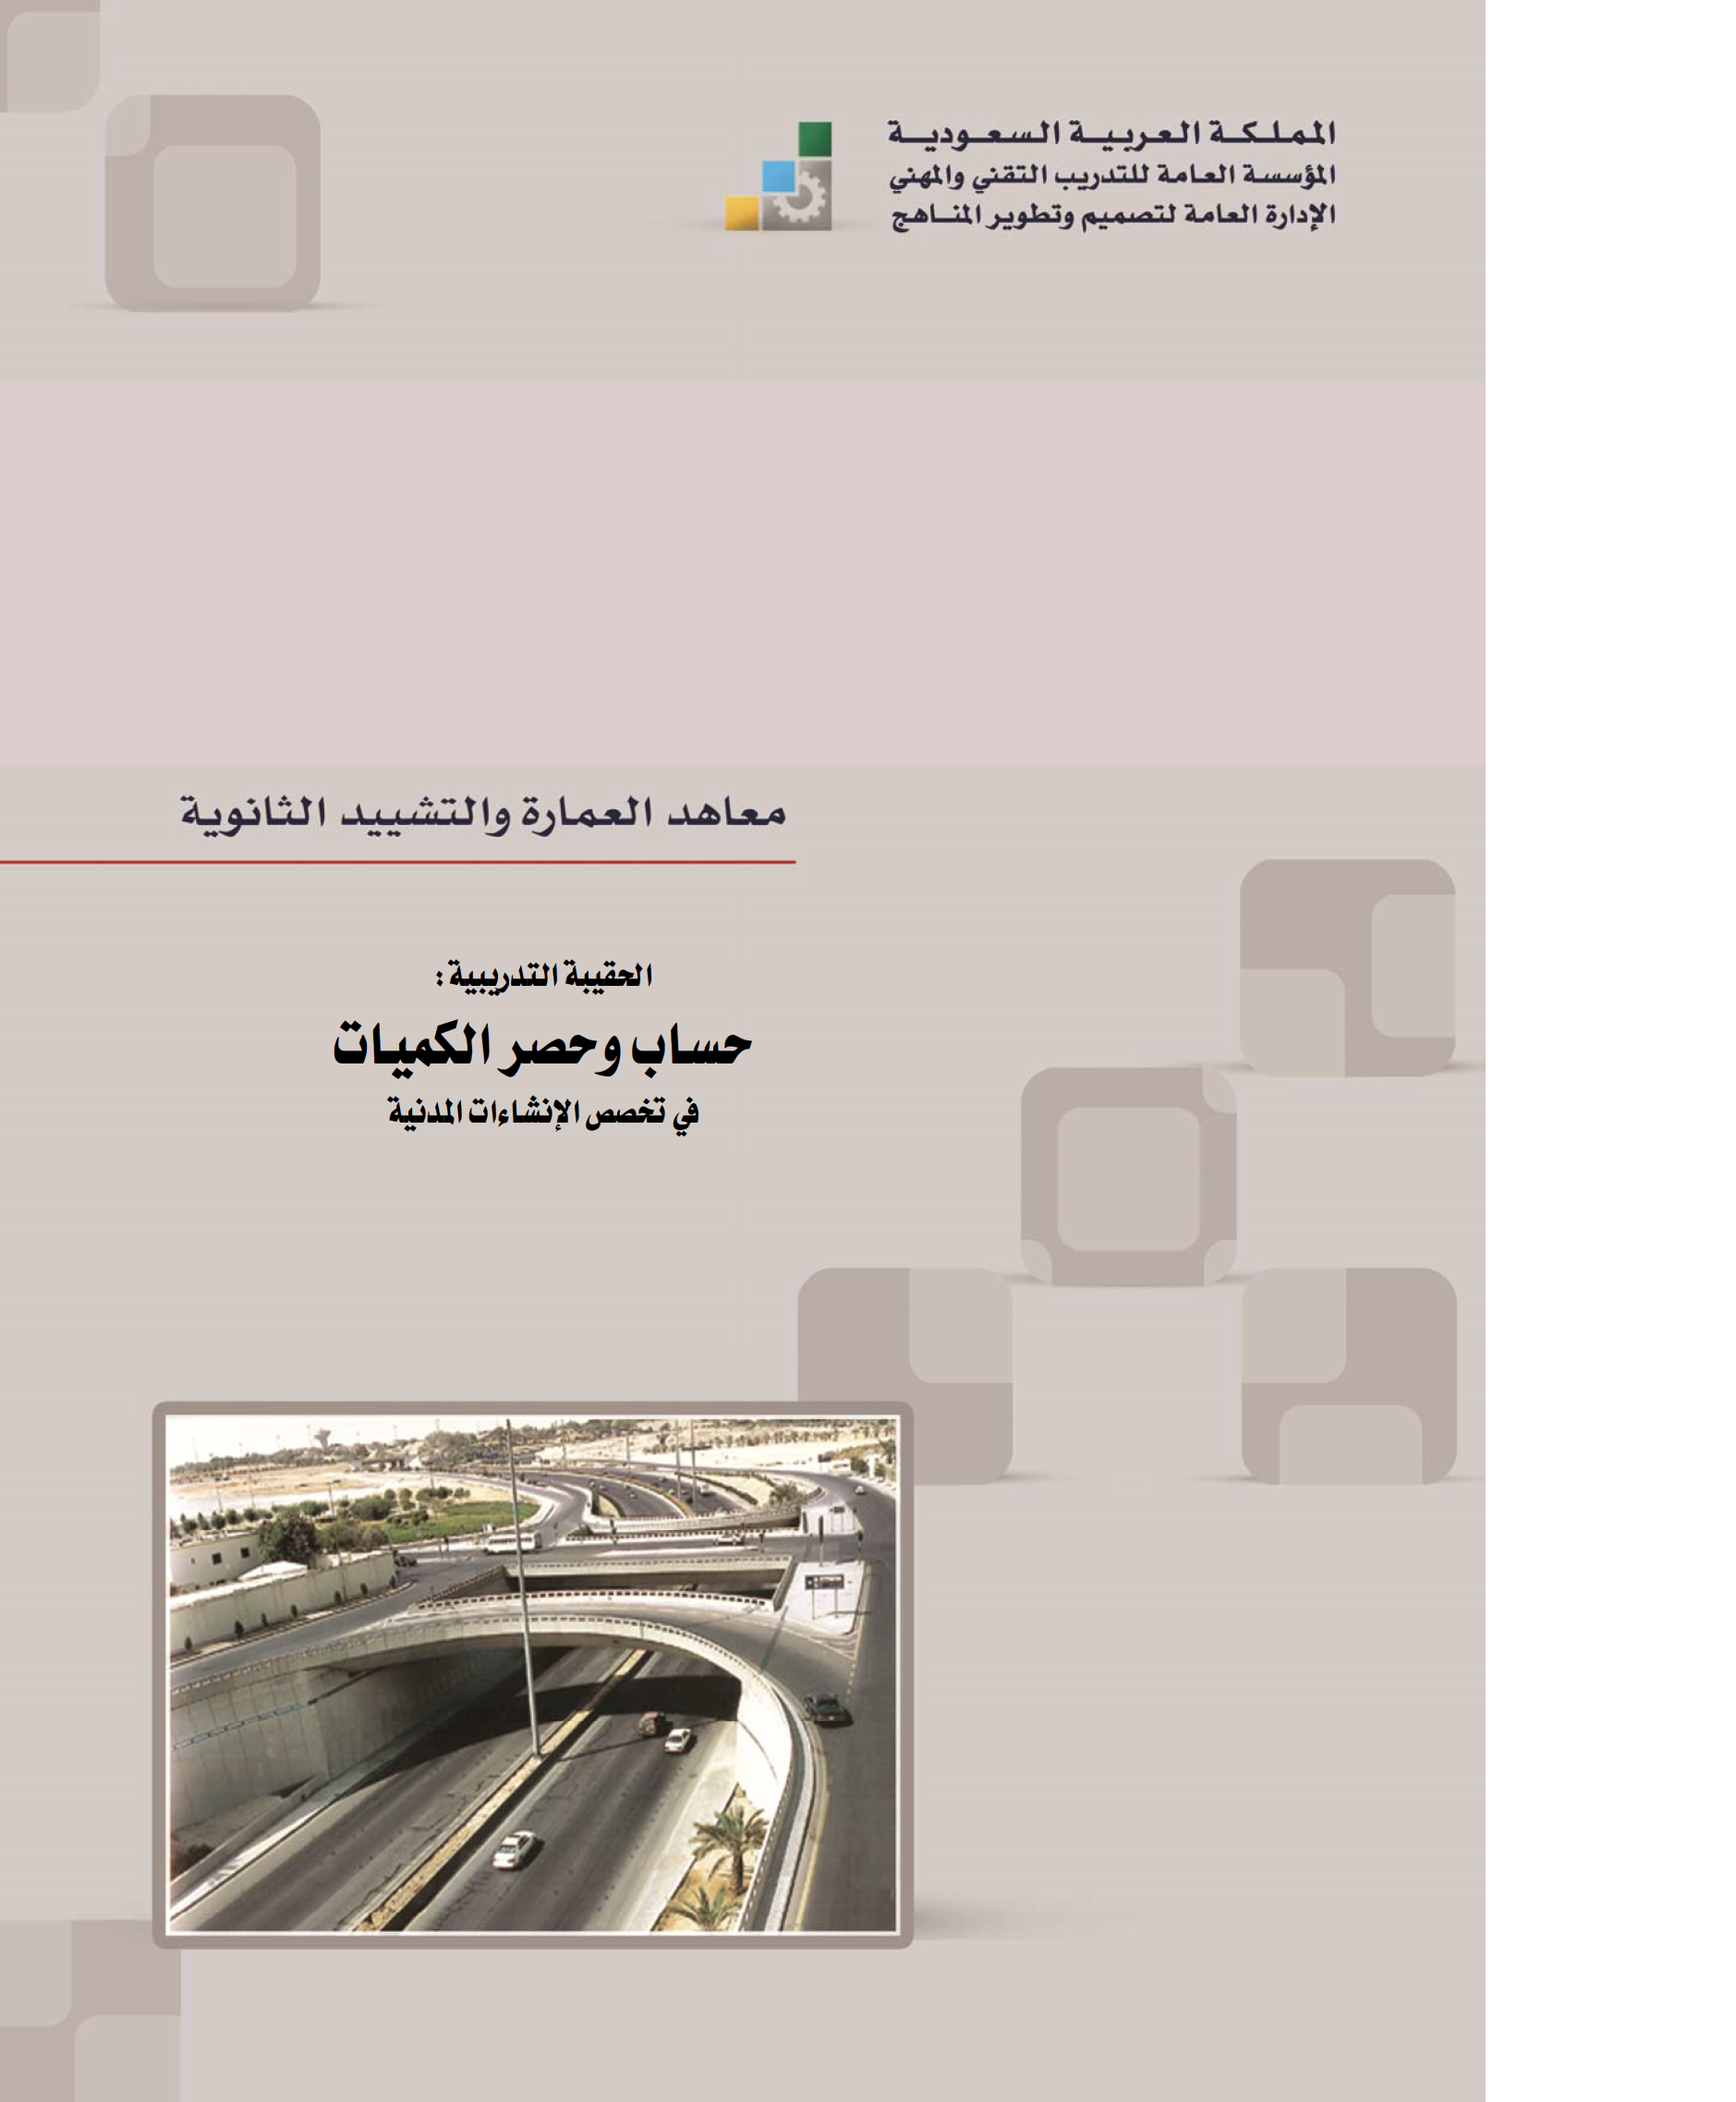 المملكة العربية السعودية
المؤسسة العامة للتدريب التقني والمهني
الإدارة العامة لتصميم وتطوير المناهج
معاهد العمارة والتشييد الثانوية
الحقيبة التدريبية :
حساب وحصر الكميات
في تخصص الإنشاءات المدنية